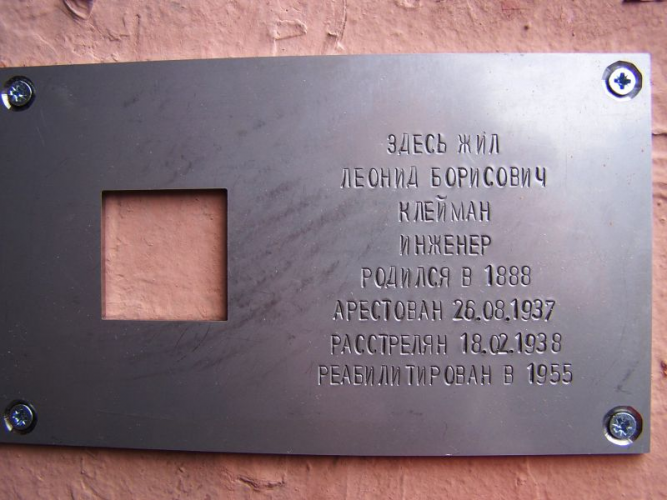 ЗДЕСЬ ЖИЛ
ЛЕОНИД БОРИСОВИЧ
КЛЕЙМАН
ИНЖЕНЕР
РОДИЛСЯ В 1888
АРЕСТОВАН 26.08.1937
РАССТРЕЛЯН 18.02.1938
РЕАБИЛИТИРОВАН В 1955